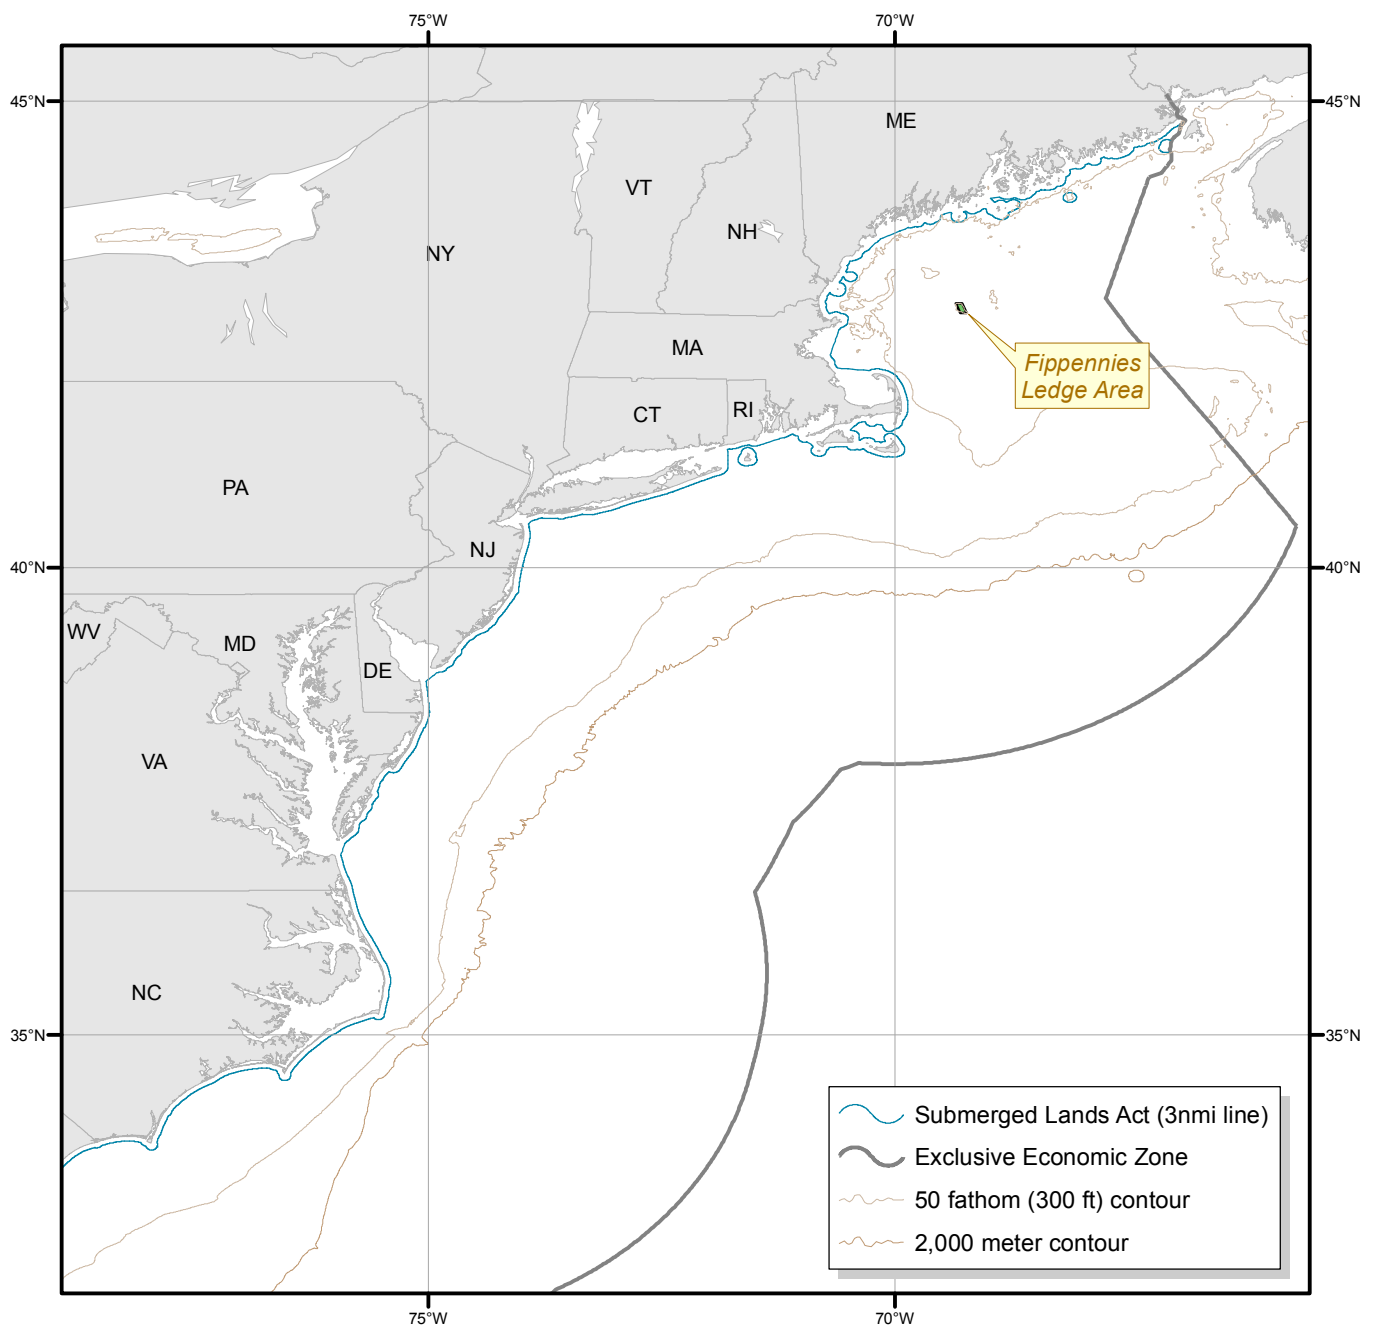 75°W
70°W
45°N
45°N
ME
VT
NH
NY
MA
Fippennies
Ledge Area
CT
RI
PA
NJ
40°N
40°N
WV
MD
DE
VA
NC
35°N
35°N
Submerged Lands Act (3nmi line)
Exclusive Economic Zone
50 fathom (300 ft) contour
2,000 meter contour
75°W
70°W